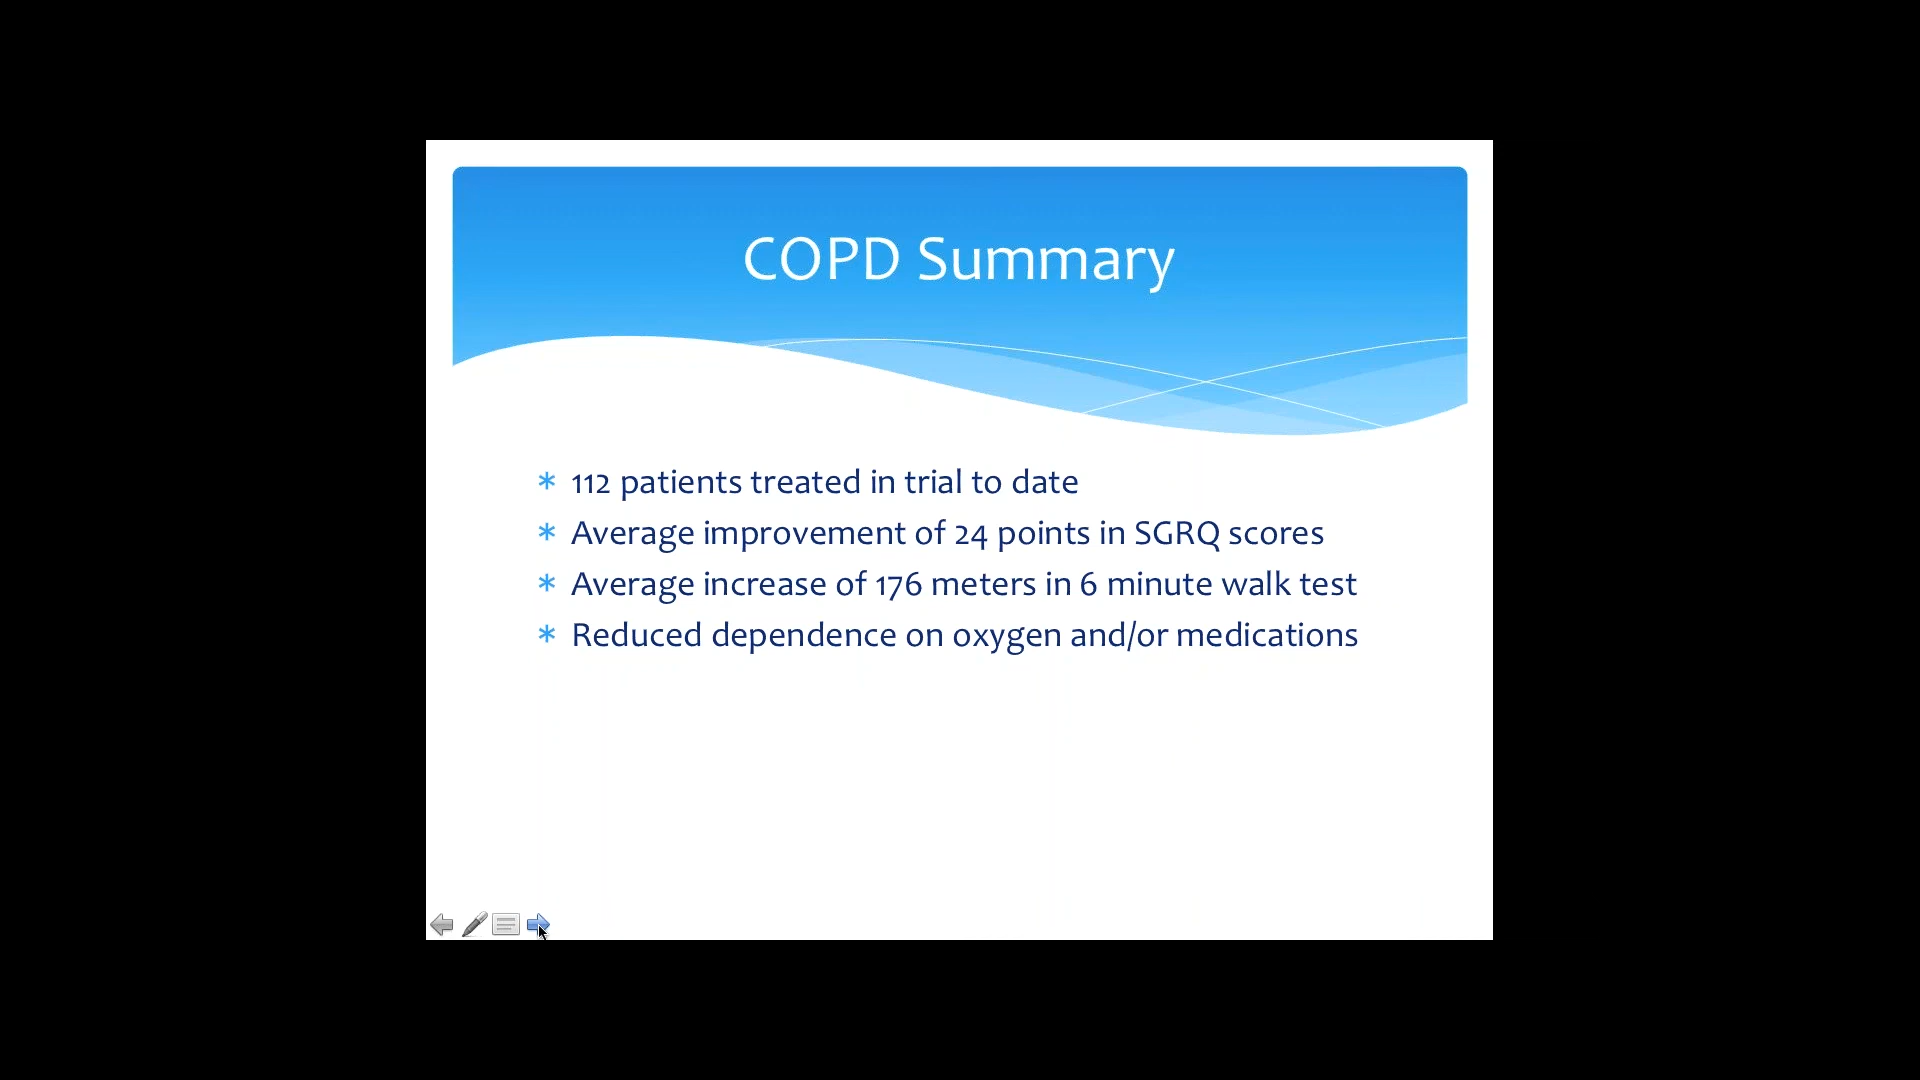 COPD Summary
* 112 patients treated in trial to date
* Average improvement of 24 points in SGRQ scores
* Average increase of 176 meters in 6 minute walk test
* Reduced dependence on oxygen and/or medications